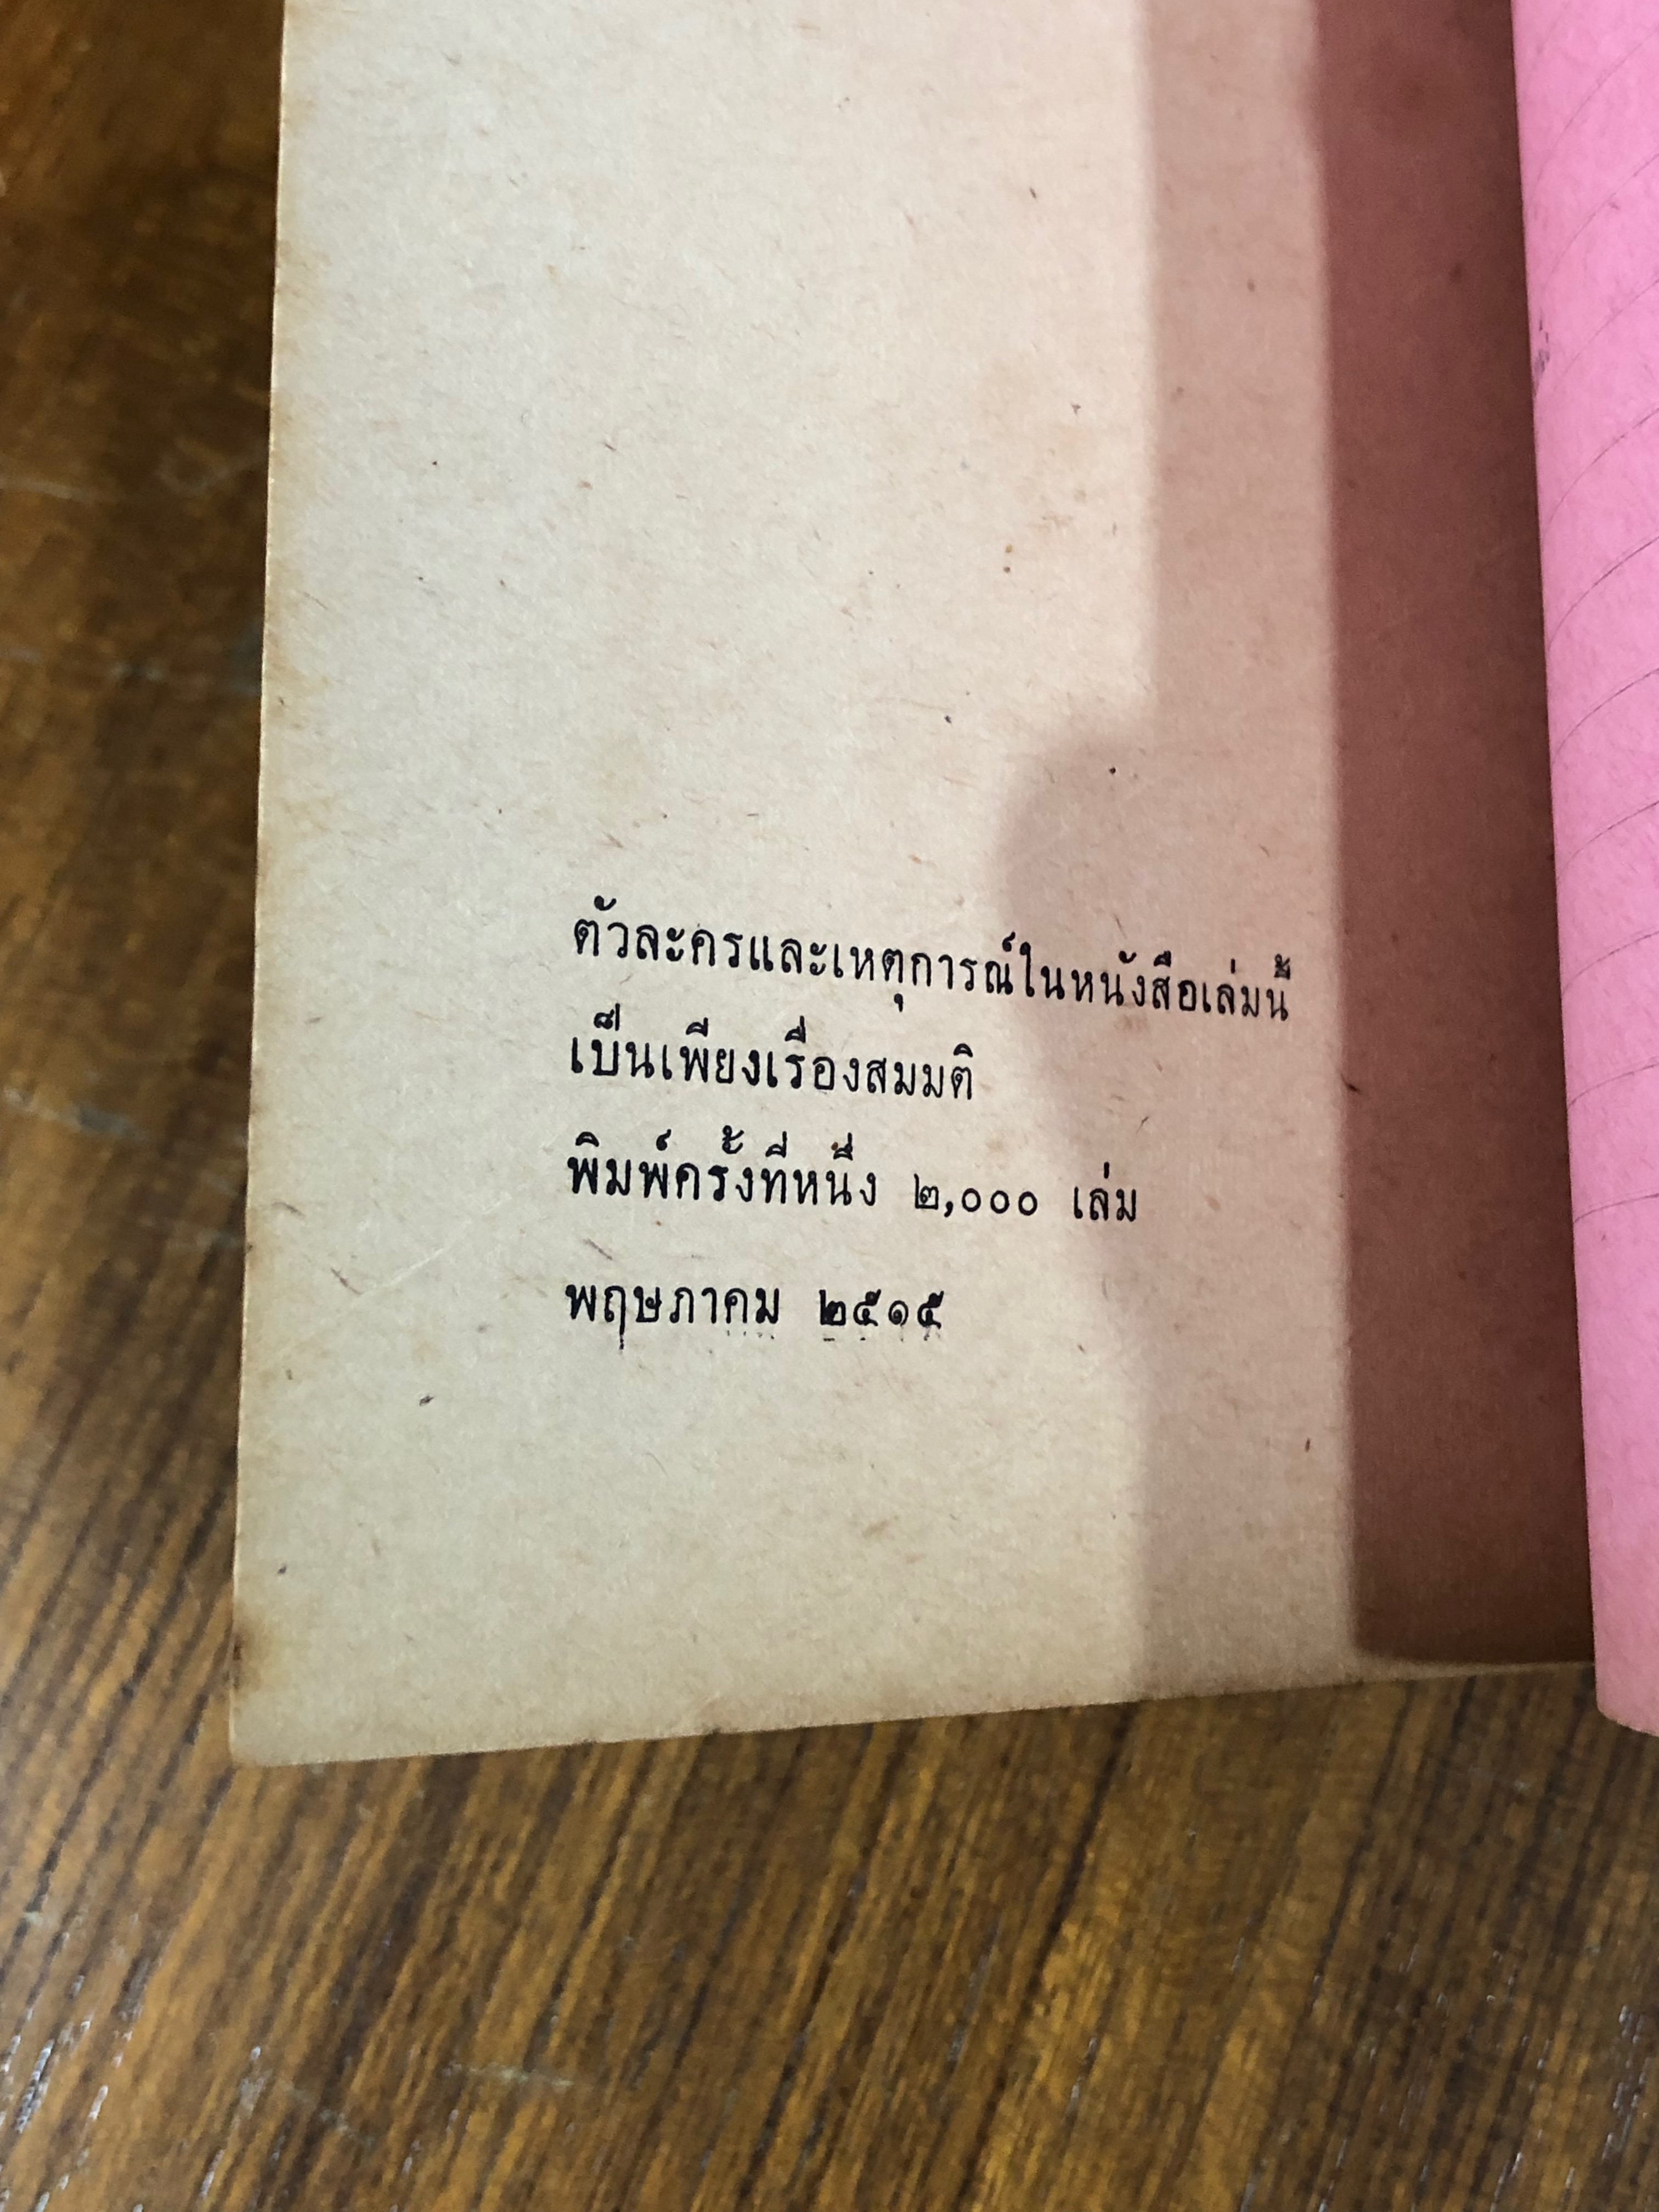 ตัวละครและเหตุการณ์ในหนังสือเล่มนี้
เป็นเพียงเรื่องสมมติ
พิมพ์ครั้งที่หนึ่ง ๒,๐๐๐ เล่ม
พฤษภาคม ๒๕๑๕